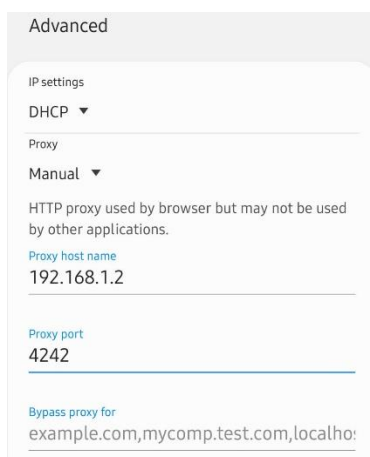 Advanced
IP settings
DHCP
Proxy
Manual
HTTP proxy used by browser but may not be used
by other applications.
Proxy host name
192.168.1.2
Proxy port
4242
Bypass proxy for
example.com,mycomp.test.com,localho